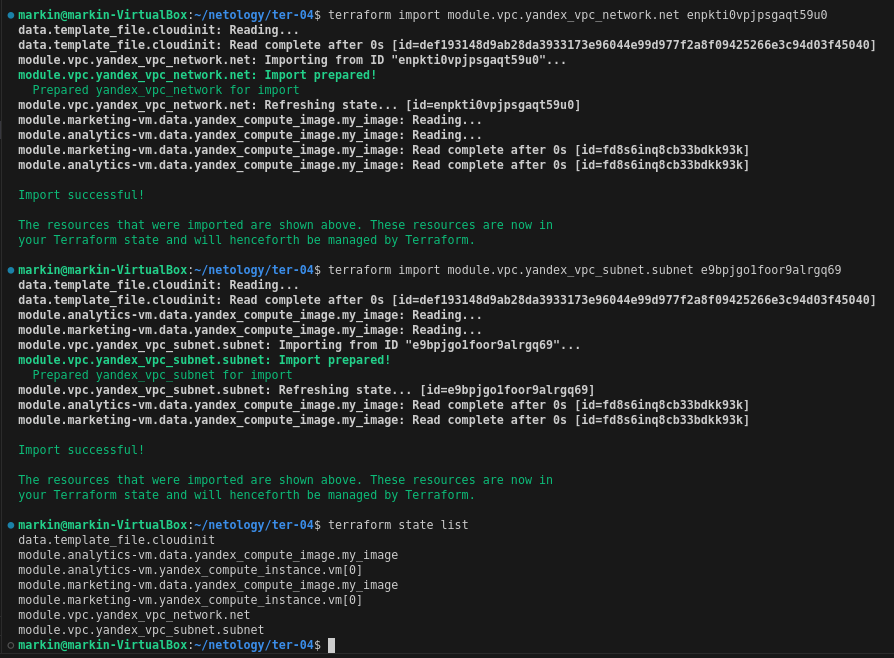 markin@markin-VirtualBox:~/netology/ter-04$ terraform import module.vpc.yandex_vpc_network.net enpkti0vpjpsgaqt59u0
data.template_file.cloudinit: Reading...
data.template_file.cloudinit: Read complete after 0s [id=def193148d9ab28da3933173e96044e99d977f2a8f09425266e3c94d03f45040]
module.vpc.yandex_vpc_network.net: Importing from ID "enpkti0vpjpsgaqt59u0"...
module.vpc.yandex_vpc_network.net: Import prepared!
  Prepared yandex_vpc_network for import
module.vpc.yandex_vpc_network.net: Refreshing state... [id=enpkti0vpjpsgaqt59u0]
module.marketing-vm.data.yandex_compute_image.my_image: Reading...
module.analytics-vm.data.yandex_compute_image.my_image: Reading...
module.marketing-vm.data.yandex_compute_image.my_image: Read complete after 0s [id=fd8s6inq8cb33bdkk93k]
module.analytics-vm.data.yandex_compute_image.my_image: Read complete after 0s [id=fd8s6inq8cb33bdkk93k]
Import successful!
The resources that were imported are shown above. These resources are now in
your Terraform state and will henceforth be managed by Terraform.
markin@markin-VirtualBox:~/netology/ter-04$ terraform import module.vpc.yandex_vpc_subnet.subnet e9bpjgo1foor9alrgq69
data.template_file.cloudinit: Reading...
data.template_file.cloudinit: Read complete after 0s [id=def193148d9ab28da3933173e96044e99d977f2a8f09425266e3c94d03f45040]
module.analytics-vm.data.yandex_compute_image.my_image: Reading...
module.marketing-vm.data.yandex_compute_image.my_image: Reading...
module.vpc.yandex_vpc_subnet.subnet: Importing from ID "e9bpjgo1foor9alrgq69"...
module.vpc.yandex_vpc_subnet.subnet: Import prepared!
  Prepared yandex_vpc_subnet for import
module.vpc.yandex_vpc_subnet.subnet: Refreshing state... [id=e9bpjgo1foor9alrgq69]
module.analytics-vm.data.yandex_compute_image.my_image: Read complete after 0s [id=fd8s6inq8cb33bdkk93k]
module.marketing-vm.data.yandex_compute_image.my_image: Read complete after 0s [id=fd8s6inq8cb33bdkk93k]
Import successful!
The resources that were imported are shown above. These resources are now in
your Terraform state and will henceforth be managed by Terraform.
markin@markin-VirtualBox:~/netology/ter-04$ terraform state list
data.template_file.cloudinit
module.analytics-vm.data.yandex_compute_image.my_image
module.analytics-vm.yandex_compute_instance.vm[0]
module.marketing-vm.data.yandex_compute_image.my_image
module.marketing-vm.yandex_compute_instance.vm[0]
module.vpc.yandex_vpc_network.net
module.vpc.yandex_vpc_subnet.subnet
markin@markin-VirtualBox:~/netology/ter-04$